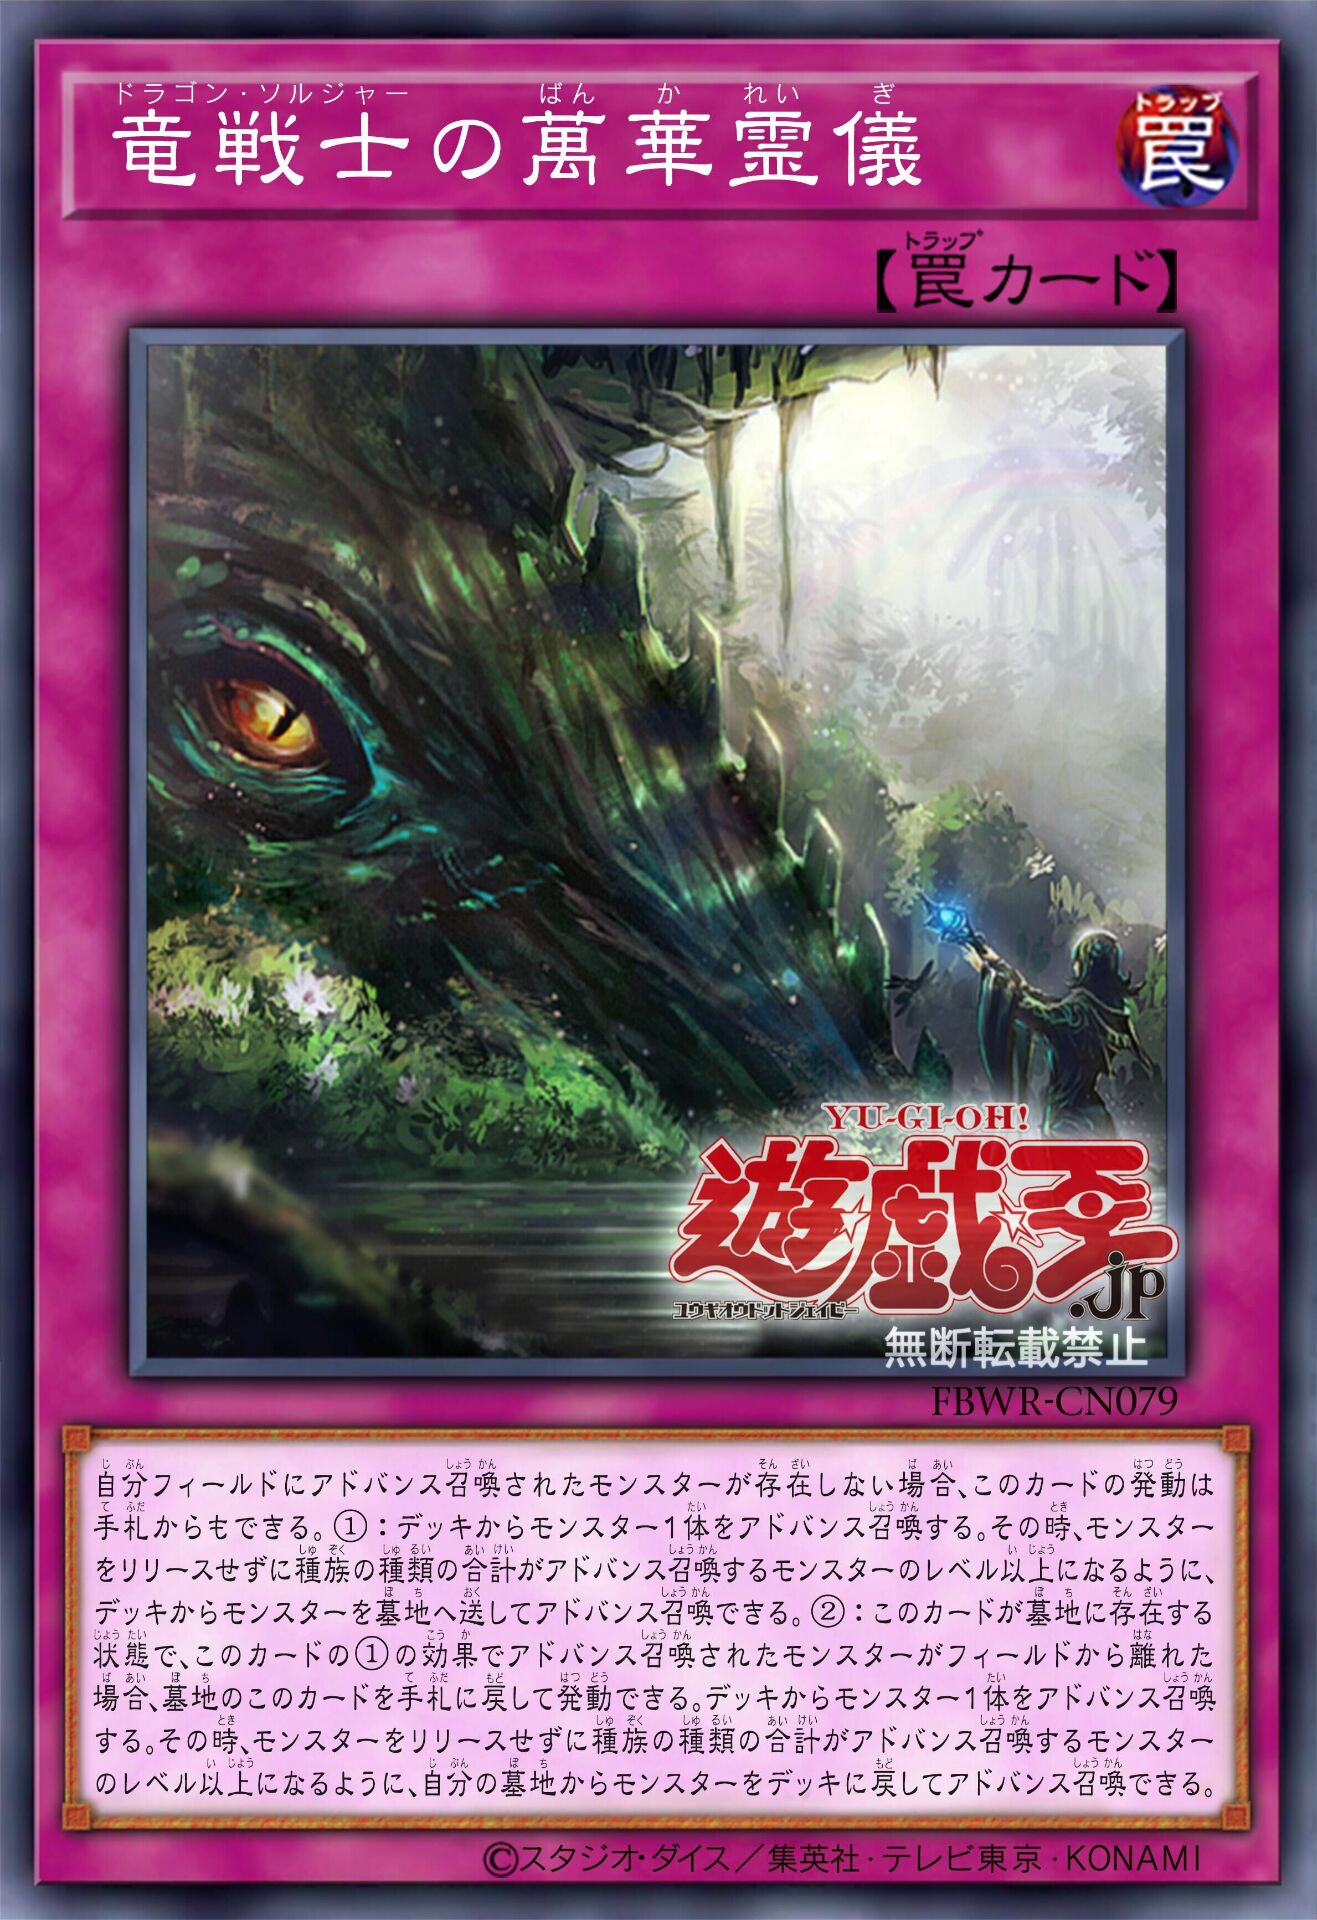 ドラゴン・ソルジャー ばん か れい ぎ
竜戦士の萬華霊儀
トラップ
罠
トラップ
【罠カード】
YU-GI-OH!
遊☆戯☆王
.jp
ユウギオウドットジェイピー
無断転載禁止
FBWR-CN079
自分フィールドにアドバンス召喚されたモンスターが存在しない場合、このカードの発動は
手札からもできる。①：デッキからモンスター1体をアドバンス召喚する。その時、モンスター
をリリースせずに種族の種類の合計がアドバンス召喚するモンスターのレベル以上になるように、
デッキからモンスターを墓地へ送してアドバンス召喚できる。②：このカードが墓地に存在する
状態で、このカードの①の効果でアドバンス召喚されたモンスターがフィールドから離れた
場合、墓地のこのカードを手札に戻して発動できる。デッキからモンスター1体をアドバンス召喚
する。その時、モンスターをリリースせずに種族の種類の合計がアドバンス召喚するモンスター
のレベル以上になるように、自分の墓地からモンスターをデッキに戻してアドバンス召喚できる。
©スタジオ・ダイス／集英社・テレビ東京・KONAMI